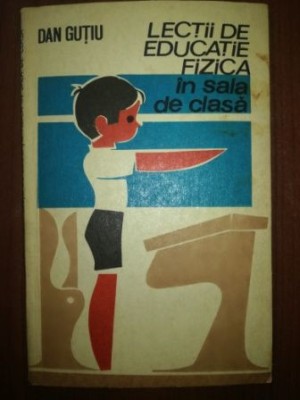 DAN GUȚIU
LECȚII DE
EDUCAȚIE
FIZICĂ
în sala
de clasă